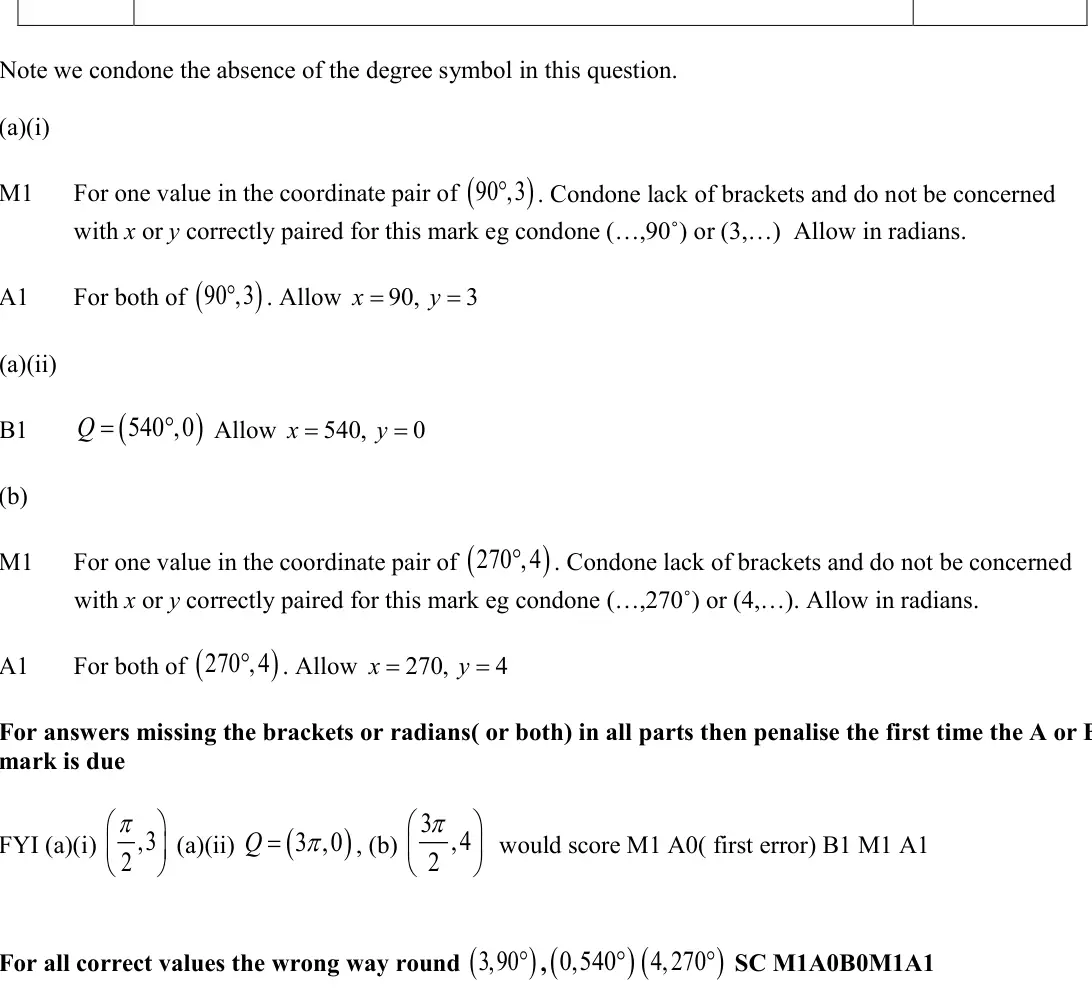 Note we condone the absence of the degree symbol in this question.
(a)(i)
M1 For one value in the coordinate pair of (90°,3). Condone lack of brackets and do not be concerned
with x or y correctly paired for this mark eg condone (…,90˚) or (3,…) Allow in radians.
A1 For both of (90°,3). Allow x = 90, y = 3
(a)(ii)
B1 Q = (540°,0) Allow x = 540, y = 0
(b)
M1 For one value in the coordinate pair of (270°,4). Condone lack of brackets and do not be concerned
with x or y correctly paired for this mark eg condone (…,270˚) or (4,…). Allow in radians.
A1 For both of (270°,4). Allow x = 270, y = 4
For answers missing the brackets or radians( or both) in all parts then penalise the first time the A or B
mark is due
FYI (a)(i) (π/2,3) (a)(ii) Q = (3π,0), (b) (3π/2,4) would score M1 A0( first error) B1 M1 A1
For all correct values the wrong way round (3,90°),(0,540°)(4,270°) SC M1A0B0M1A1